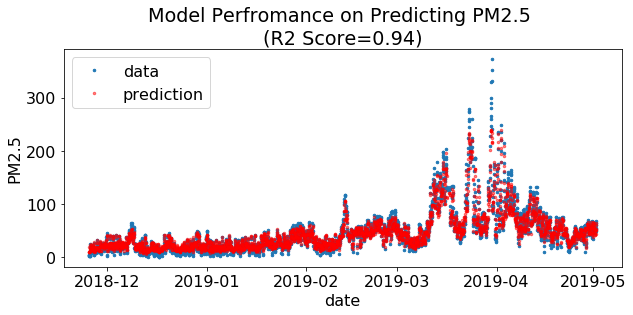 Model Perfromance on Predicting PM2.5
(R2 Score=0.94)
data
prediction
PM2.5
300
200
100
0
2018-12 2019-01 2019-02 2019-03 2019-04 2019-05
date